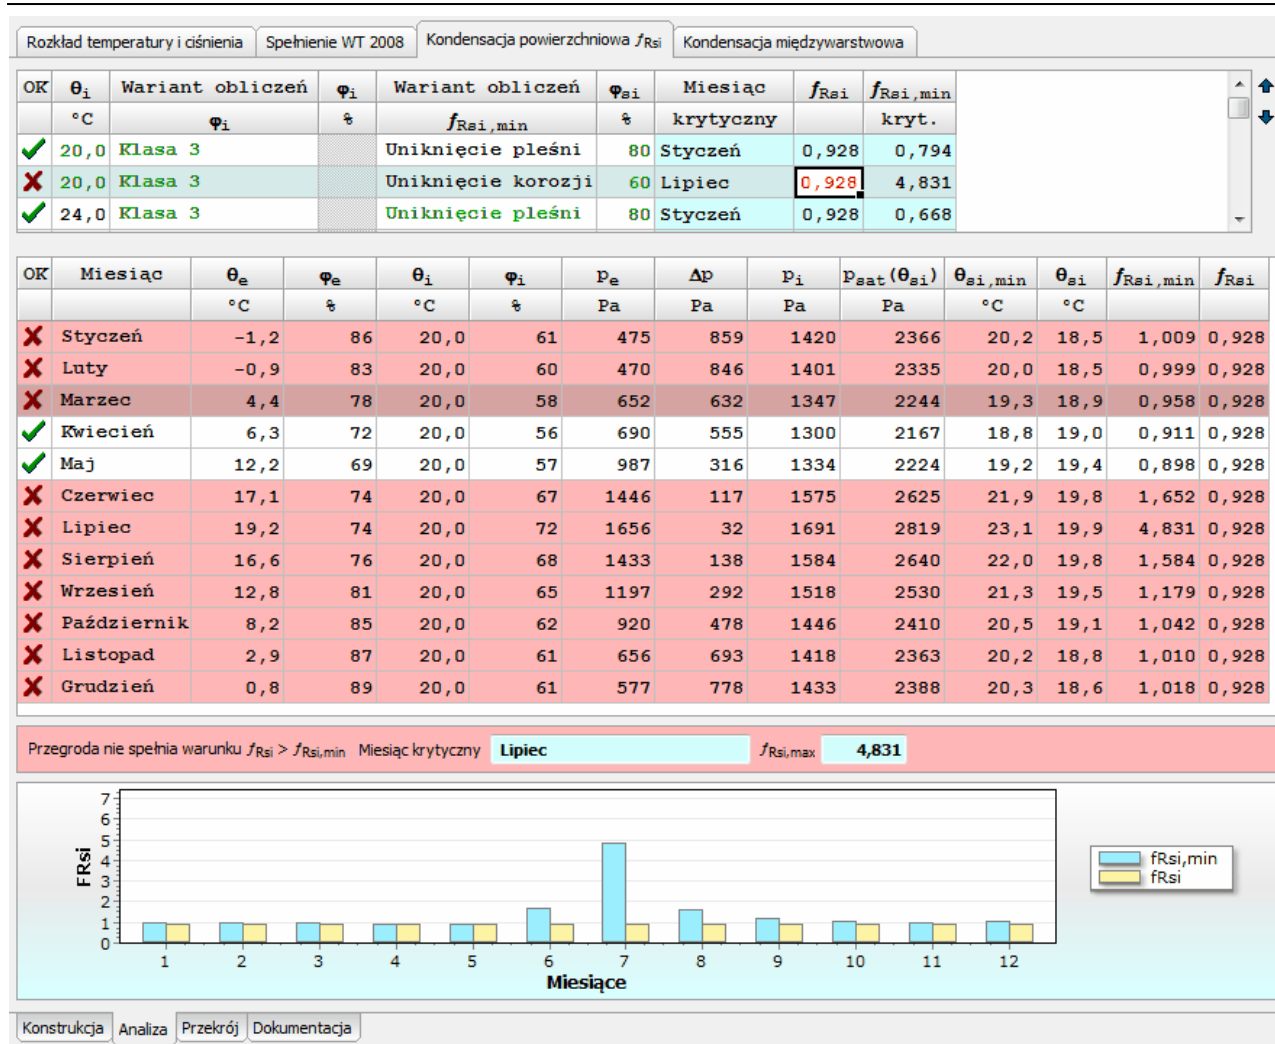 Rozkład temperatury i ciśnienia Spełnienie WT 2008 Kondensacja powierzchniowa fRsi Kondensacja międzywarstwowa
OK θi Wariant obliczeń φi Wariant obliczeń φsi Miesiąc fRsi fRsi,min
°C φi % fRsi,min % krytyczny kryt.
20,0 Klasa 3 Uniknięcie pleśni 80 Styczeń 0,928 0,794
20,0 Klasa 3 Uniknięcie korozji 60 Lipiec 0,928 4,831
24,0 Klasa 3 Uniknięcie pleśni 80 Styczeń 0,928 0,668
OK Miesiąc θe φe θi φi pe Δp pi psat(θsi) θsi,min θsi fRsi,min fRsi
°C % °C % Pa Pa Pa Pa °C °C
Styczeń -1,2 86 20,0 61 475 859 1420 2366 20,2 18,5 1,009 0,928
Luty -0,9 83 20,0 60 470 846 1401 2335 20,0 18,5 0,999 0,928
Marzec 4,4 78 20,0 58 652 632 1347 2244 19,3 18,9 0,958 0,928
Kwiecień 6,3 72 20,0 56 690 555 1300 2167 18,8 19,0 0,911 0,928
Maj 12,2 69 20,0 57 987 316 1334 2224 19,2 19,4 0,898 0,928
Czerwiec 17,1 74 20,0 67 1446 117 1575 2625 21,9 19,8 1,652 0,928
Lipiec 19,2 74 20,0 72 1656 32 1691 2819 23,1 19,9 4,831 0,928
Sierpień 16,6 76 20,0 68 1433 138 1584 2640 22,0 19,8 1,584 0,928
Wrzesień 12,8 81 20,0 65 1197 292 1518 2530 21,3 19,5 1,179 0,928
Październik 8,2 85 20,0 62 920 478 1446 2410 20,5 19,1 1,042 0,928
Listopad 2,9 87 20,0 61 656 693 1418 2363 20,2 18,8 1,010 0,928
Grudzień 0,8 89 20,0 61 577 778 1433 2388 20,3 18,6 1,018 0,928
Przegroda nie spełnia warunku fRsi > fRsi,min Miesiąc krytyczny Lipiec fRsi,max 4,831
7
6
5
4
3
2
1
0
FRsi
1 2 3 4 5 6 7 8 9 10 11 12
Miesiące
fRsi,min
fRsi
Konstrukcja Analiza Przekrój Dokumentacja